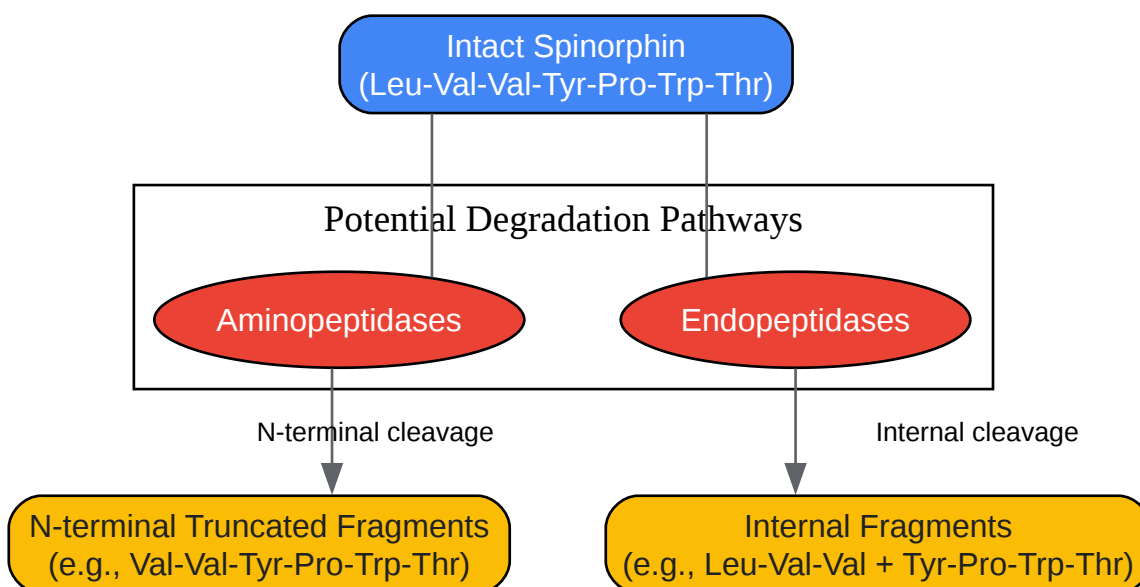 Intact Spinorphin
(Leu-Val-Val-Tyr-Pro-Trp-Thr)
Potential Degradation Pathways
Aminopeptidases
Endopeptidases
N-terminal cleavage
Internal cleavage
N-terminal Truncated Fragments
(e.g., Val-Val-Tyr-Pro-Trp-Thr)
Internal Fragments
(e.g., Leu-Val-Val + Tyr-Pro-Trp-Thr)